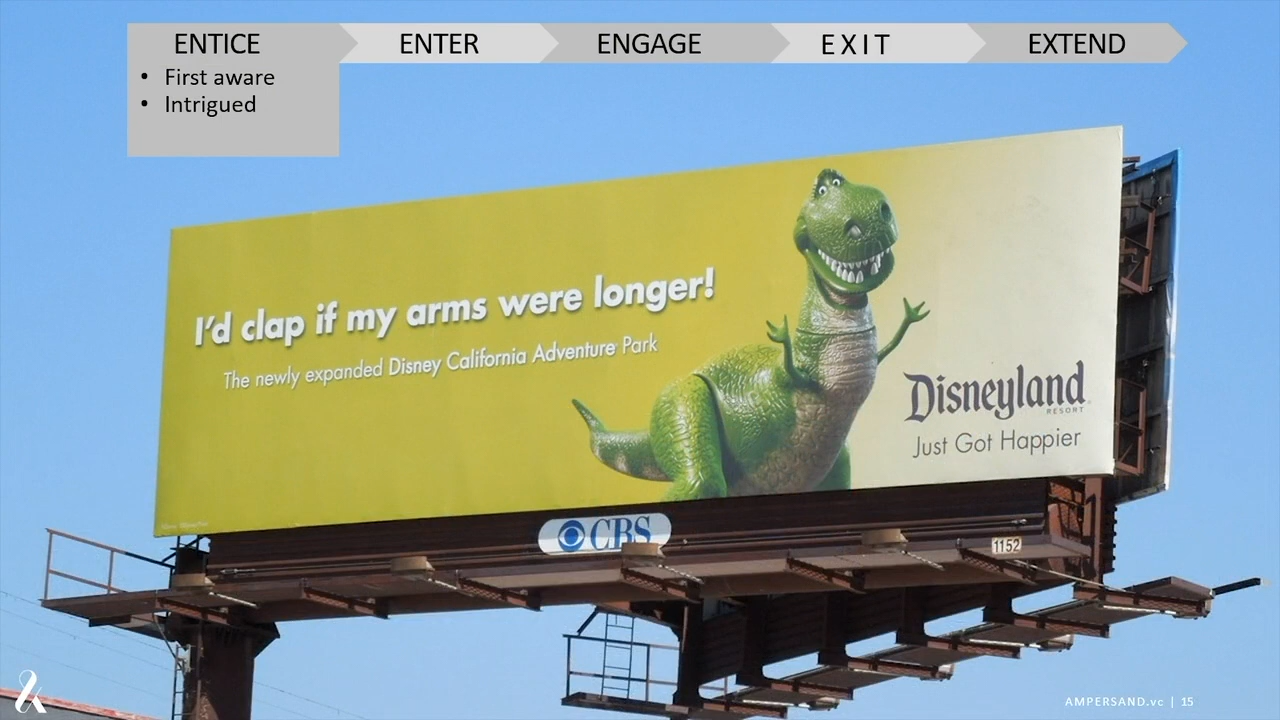 ENTICE
ENTER
ENGAGE
EXIT
EXTEND
• First aware
• Intrigued
I'd clap if my arms were longer!
The newly expanded Disney California Adventure Park
Disneyland
RESORT
Just Got Happier
CBS
1152
AMPERSAND.vc | 15